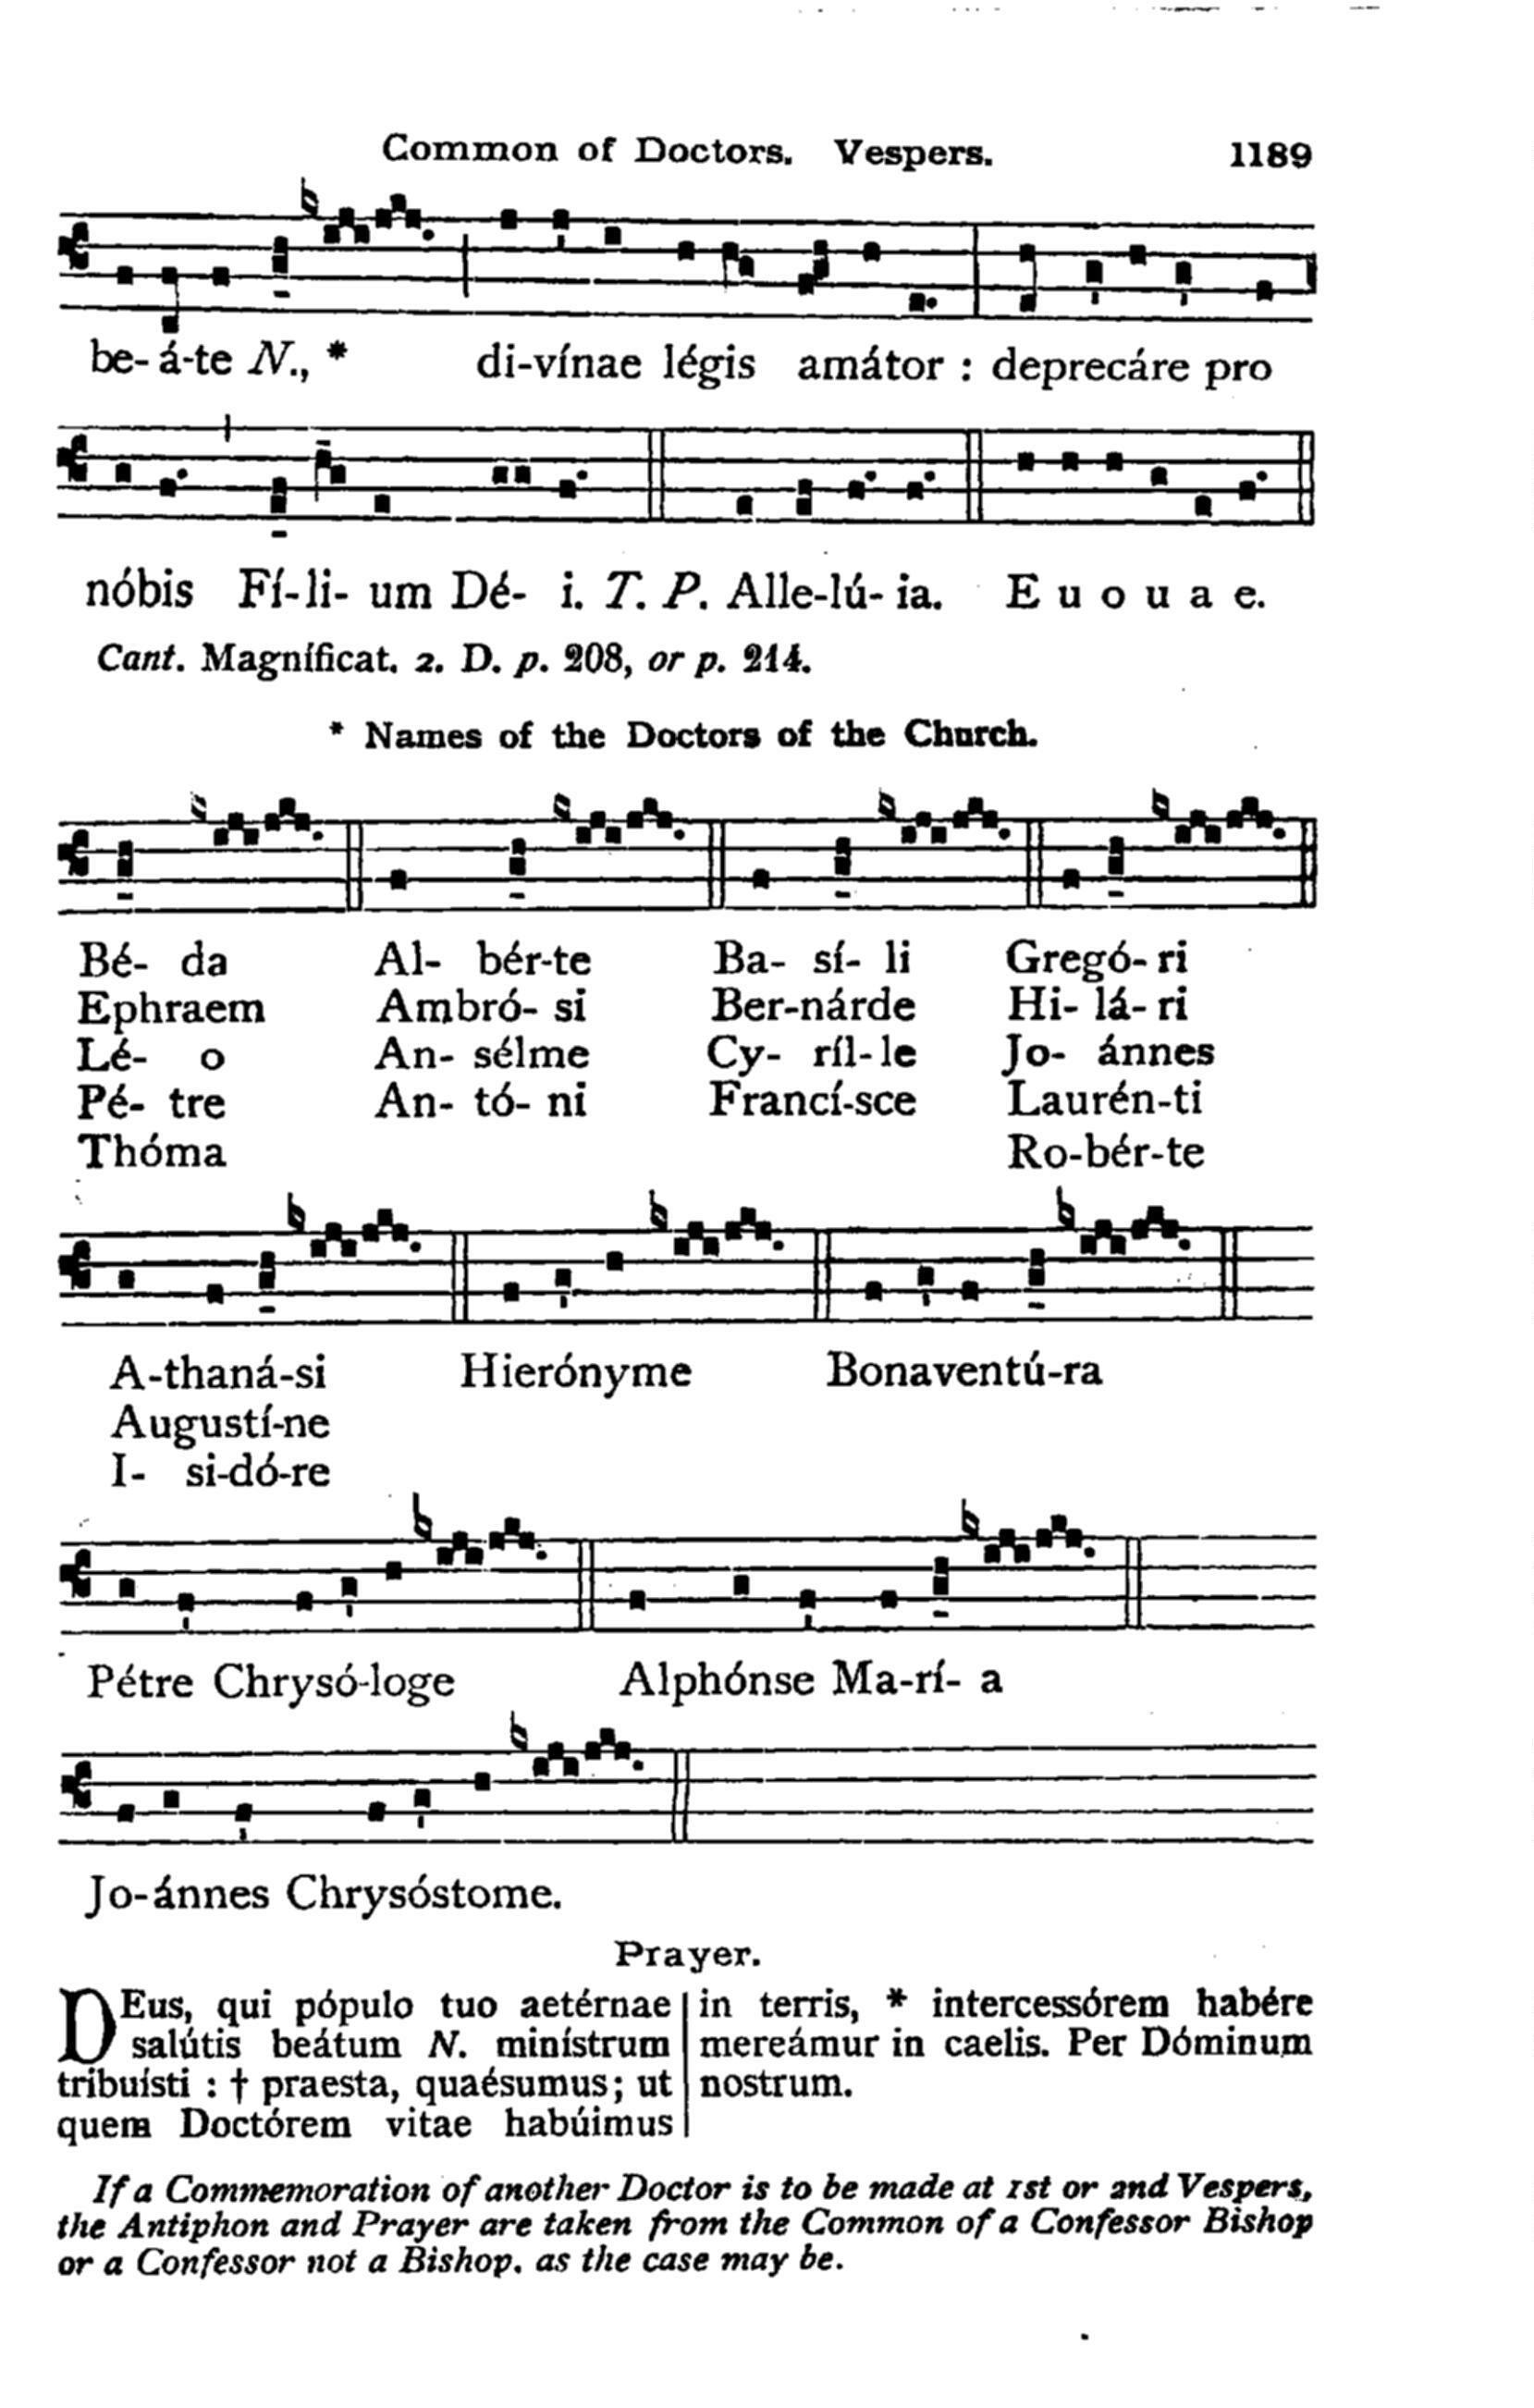 Common of Doctors. Vespers. 1189
be- á-te N., * di-vínae légis amátor : deprecáre pro
nóbis Fí-li- um Dé- i. T. P. Alle-lú- ia. E u o u a e.
Cant. Magníficat. 2. D. p. 208, or p. 214.
* Names of the Doctors of the Church.
Bé- da Al- bér-te Ba- sí- li Gregó- ri
Ephraem Ambró- si Ber-nárde Hi- lá- ri
Lé- o An- sélme Cy- ríl- le Jo- ánnes
Pé- tre An- tó- ni Francí-sce Laurén-ti
Thóma Ro-bér-te
A-thaná-si Hierónyme Bonaventú-ra
Augustí-ne
I- si-dó-re
Pétre Chrysó-loge Alphónse Ma-rí- a
Jo-ánnes Chrysóstome.
Prayer.
DEus, qui pópulo tuo aetérnae
salútis beátum N. minístrum
tribuísti : † praesta, quaésumus; ut
quem Doctórem vitae habúimus
in terris, * intercessórem habére
mereámur in caelis. Per Dóminum
nostrum.
If a Commemoration of another Doctor is to be made at 1st or 2nd Vespers,
the Antiphon and Prayer are taken from the Common of a Confessor Bishop
or a Confessor not a Bishop. as the case may be.